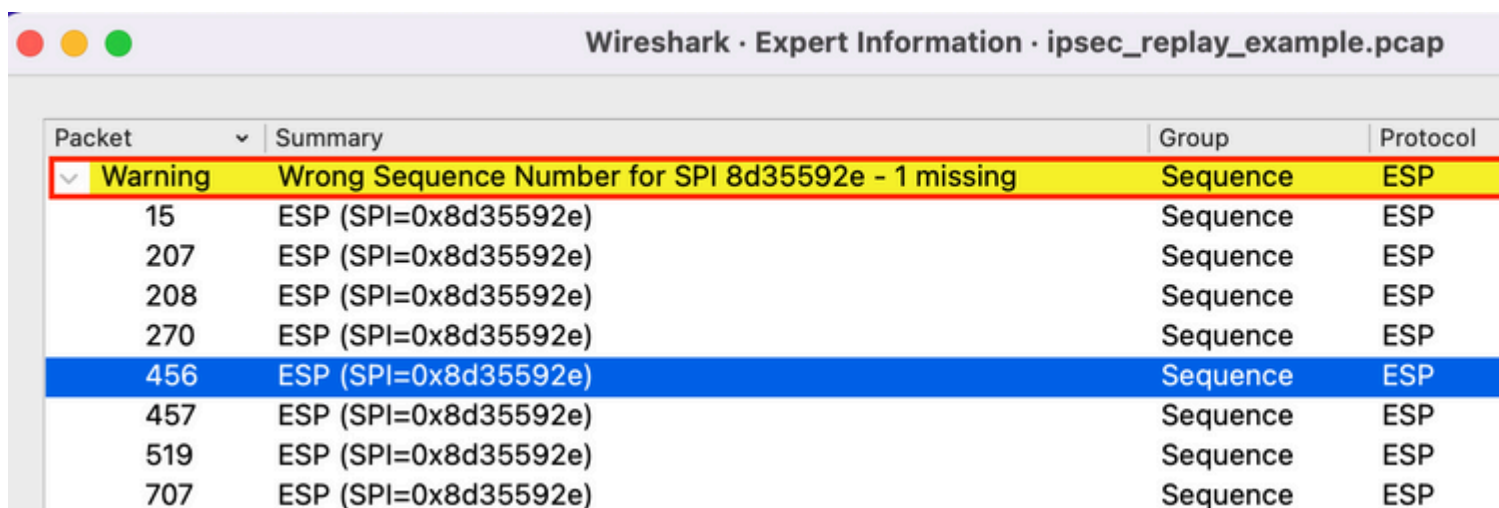 Wireshark · Expert Information · ipsec_replay_example.pcap
Packet Summary Group Protocol
Warning Wrong Sequence Number for SPI 8d35592e - 1 missing Sequence ESP
15 ESP (SPI=0x8d35592e) Sequence ESP
207 ESP (SPI=0x8d35592e) Sequence ESP
208 ESP (SPI=0x8d35592e) Sequence ESP
270 ESP (SPI=0x8d35592e) Sequence ESP
456 ESP (SPI=0x8d35592e) Sequence ESP
457 ESP (SPI=0x8d35592e) Sequence ESP
519 ESP (SPI=0x8d35592e) Sequence ESP
707 ESP (SPI=0x8d35592e) Sequence ESP